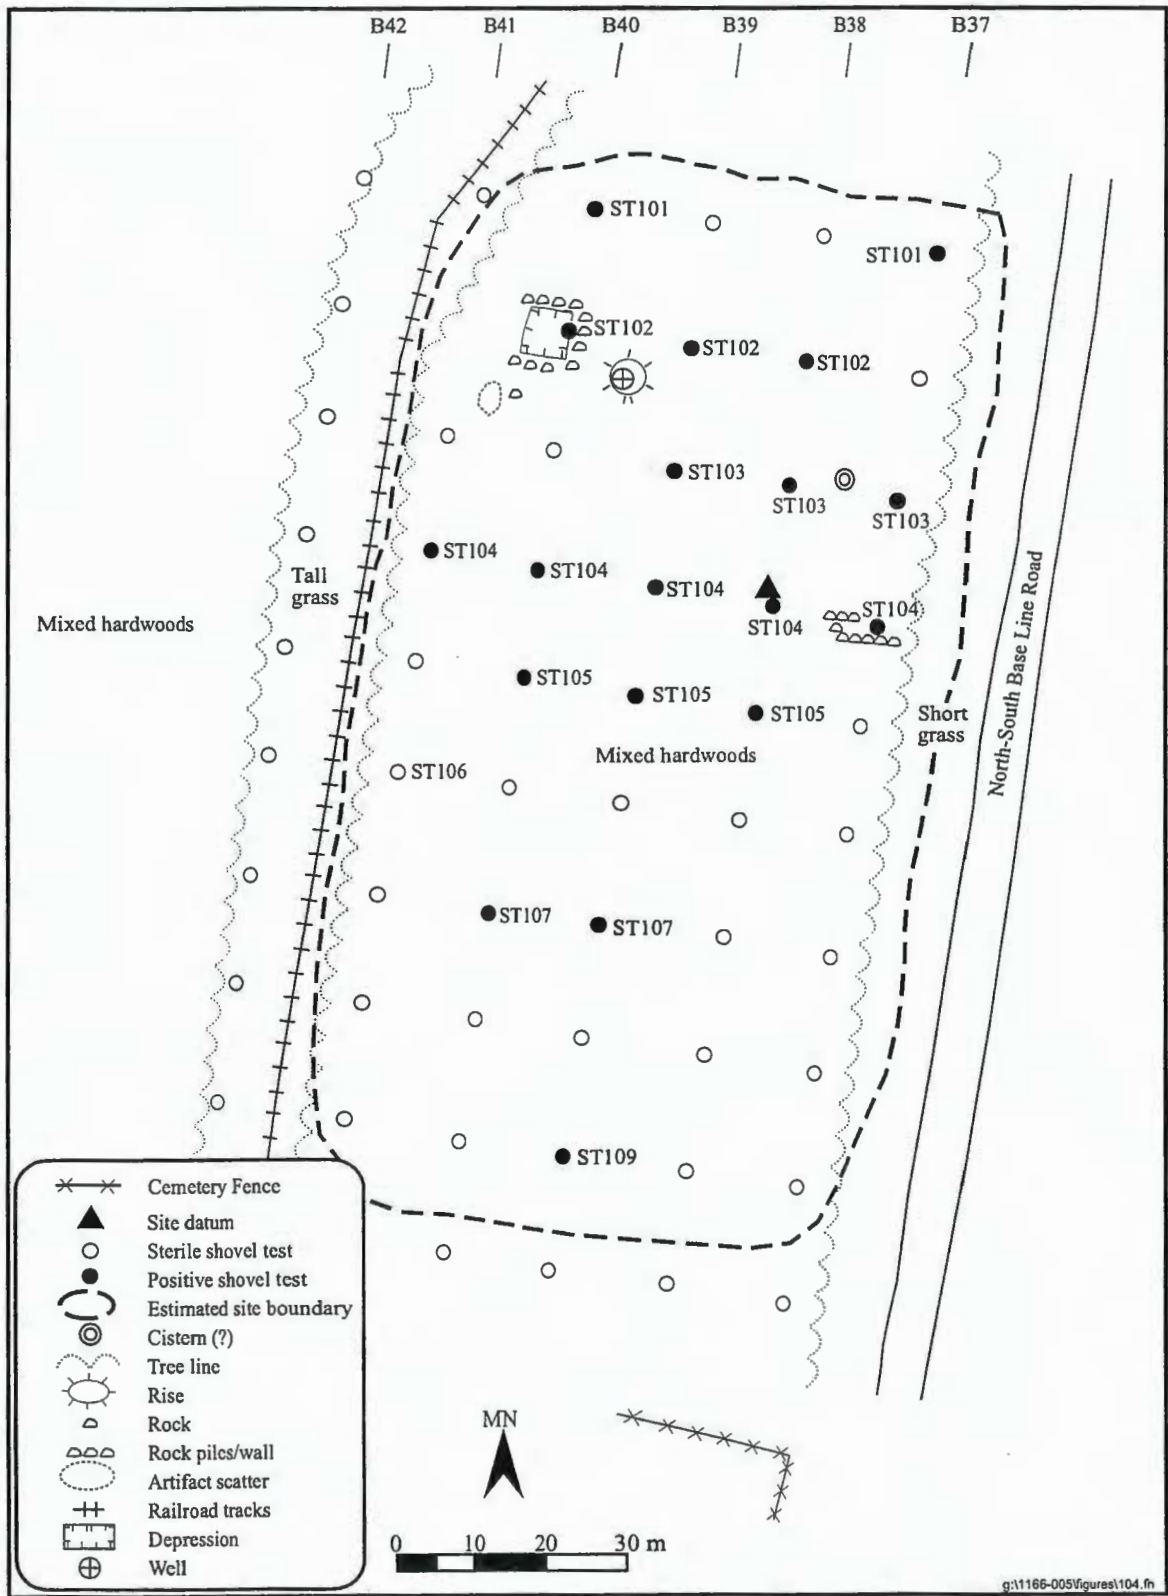 B42 B41 B40 B39 B38 B37
ST101
ST101
ST102
ST102
ST102
ST103
ST103
ST103
ST104
ST104
ST104
ST104
ST104
Tall
grass
Mixed hardwoods
ST105
ST105
ST105
Short
grass
North-South Base Line Road
Mixed hardwoods
ST106
ST107
ST107
ST109
Cemetery Fence
Site datum
Sterile shovel test
Positive shovel test
Estimated site boundary
Cistern (?)
Tree line
Rise
Rock
Rock piles/wall
Artifact scatter
Railroad tracks
Depression
Well
MN
0 10 20 30 m
g:\1166-005\figures\104.fh